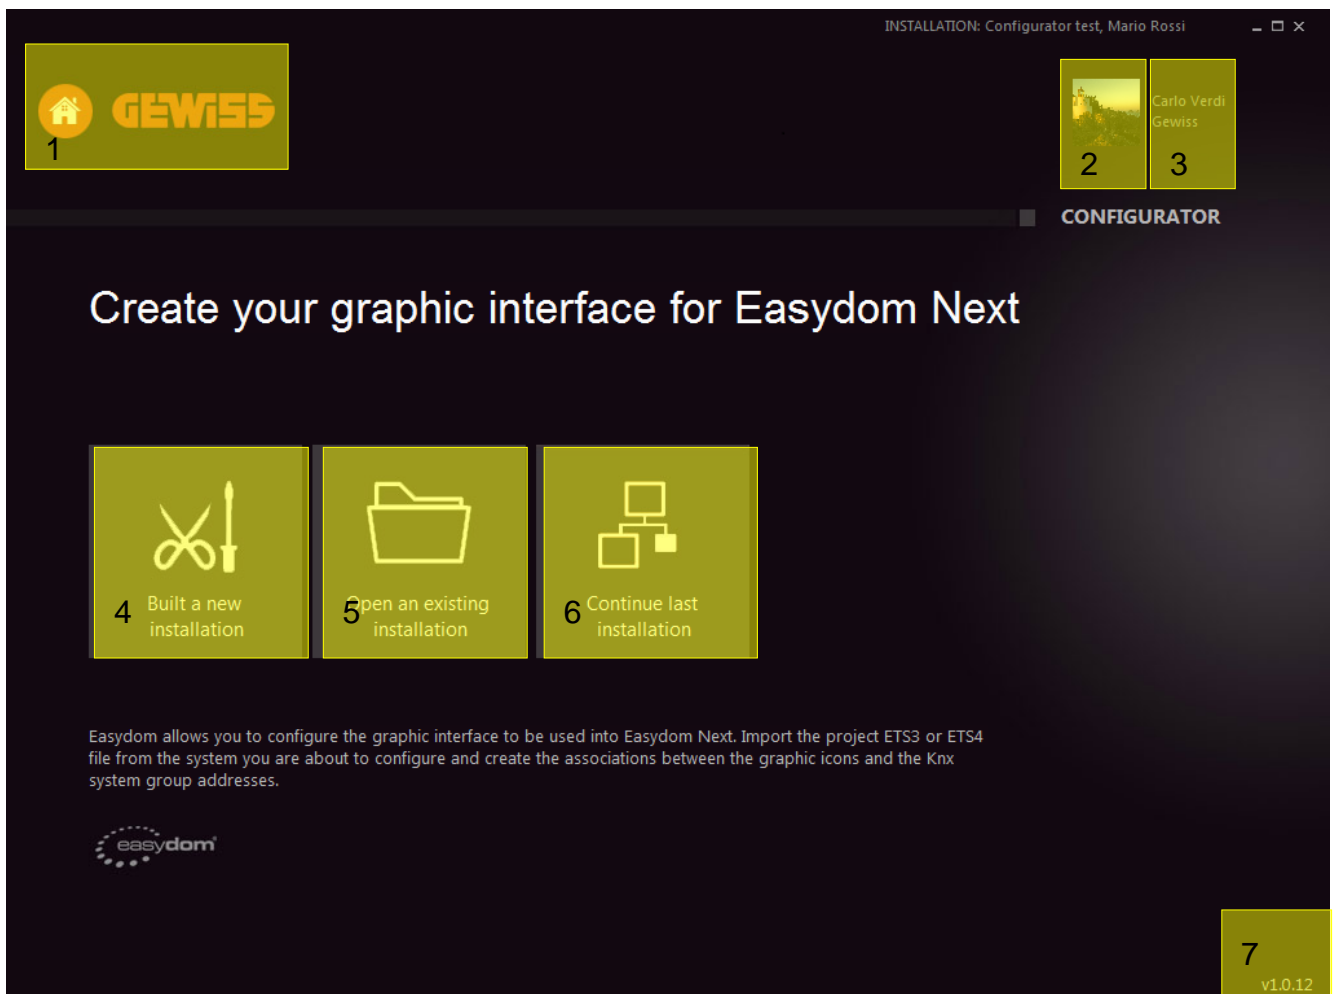 INSTALLATION: Configurator test, Mario Rossi
GEWISS
1
Carlo Verdi
Gewiss
2
3
CONFIGURATOR
Create your graphic interface for Easydom Next
4
Built a new
installation
5
Open an existing
installation
6
Continue last
installation
Easydom allows you to configure the graphic interface to be used into Easydom Next. Import the project ETS3 or ETS4
file from the system you are about to configure and create the associations between the graphic icons and the Knx
system group addresses.
easydom
7
v1.0.12